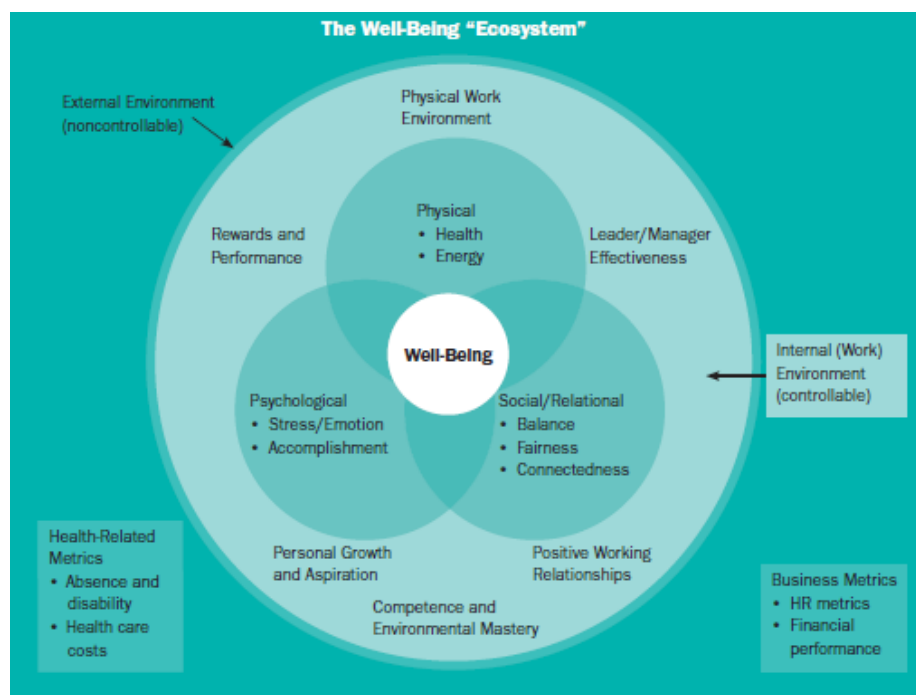 The Well-Being “Ecosystem”
External Environment
(noncontrollable)
Physical Work
Environment
Rewards and
Performance
Physical
• Health
• Energy
Leader/Manager
Effectiveness
Well-Being
Internal (Work)
Environment
(controllable)
Psychological
• Stress/Emotion
• Accomplishment
Social/Relational
• Balance
• Fairness
• Connectedness
Health-Related
Metrics
• Absence and
disability
• Health care
costs
Personal Growth
and Aspiration
Positive Working
Relationships
Competence and
Environmental Mastery
Business Metrics
• HR metrics
• Financial
performance